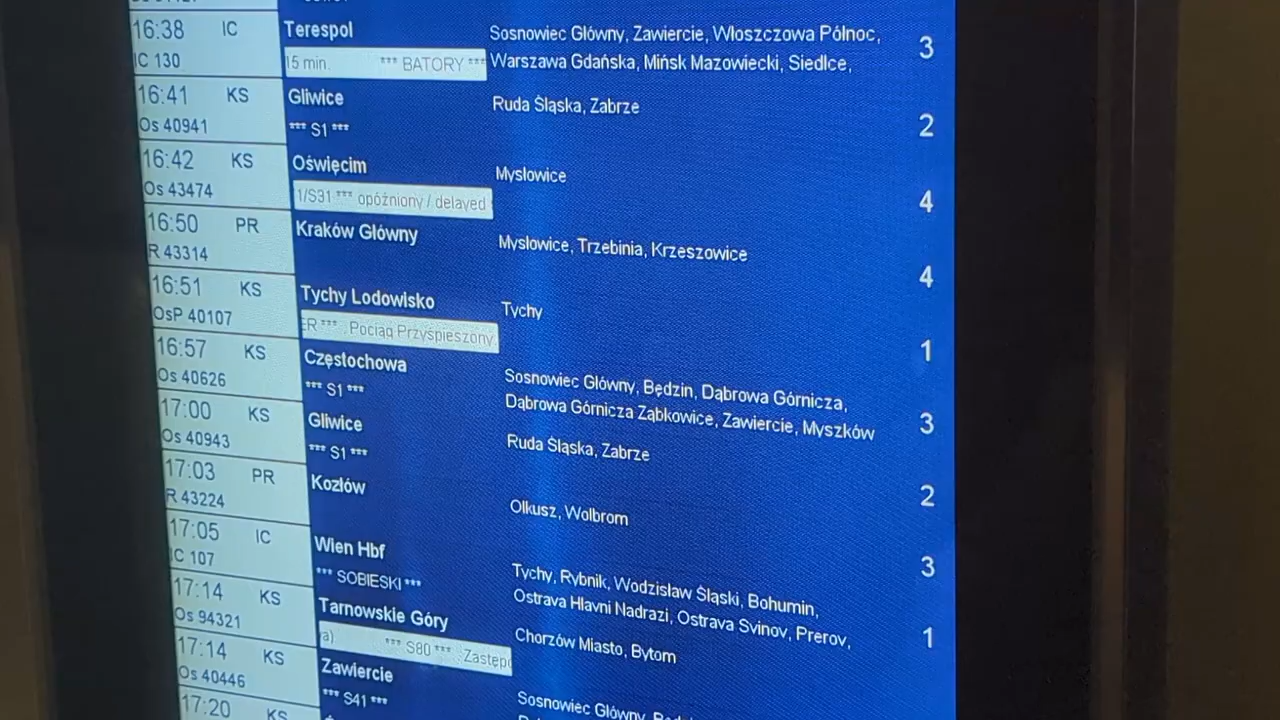 16:38 IC Terespol Sosnowiec Główny, Zawiercie, Włoszczowa Północ, 3
IC 130 15 min. *** BATORY *** Warszawa Gdańska, Mińsk Mazowiecki, Siedlce,
16:41 KS Gliwice Ruda Śląska, Zabrze 2
Os 40941 *** S1 ***
16:42 KS Oświęcim Mysłowice 4
Os 43474 1/S31 *** opóźniony / delayed
16:50 PR Kraków Główny Mysłowice, Trzebinia, Krzeszowice 4
R 43314
16:51 KS Tychy Lodowisko Tychy 1
OsP 40107 ER *** . Pociąg Przyśpieszony.
16:57 KS Częstochowa Sosnowiec Główny, Będzin, Dąbrowa Górnicza, 3
Os 40626 *** S1 *** Dąbrowa Górnicza Ząbkowice, Zawiercie, Myszków
17:00 KS Gliwice Ruda Śląska, Zabrze 2
Os 40943 *** S1 ***
17:03 PR Kozłów Olkusz, Wolbrom 3
R 43224
17:05 IC Wien Hbf Tychy, Rybnik, Wodzisław Śląski, Bohumin, 1
IC 107 *** SOBIESKI *** Ostrava Hlavni Nadrazi, Ostrava Svinov, Prerov,
17:14 KS Tarnowskie Góry Chorzów Miasto, Bytom
Os 94321 a) *** S80 *** . Zastępc
17:14 KS Zawiercie Sosnowiec Główny,
Os 40446 *** S41 ***
17:20 KS